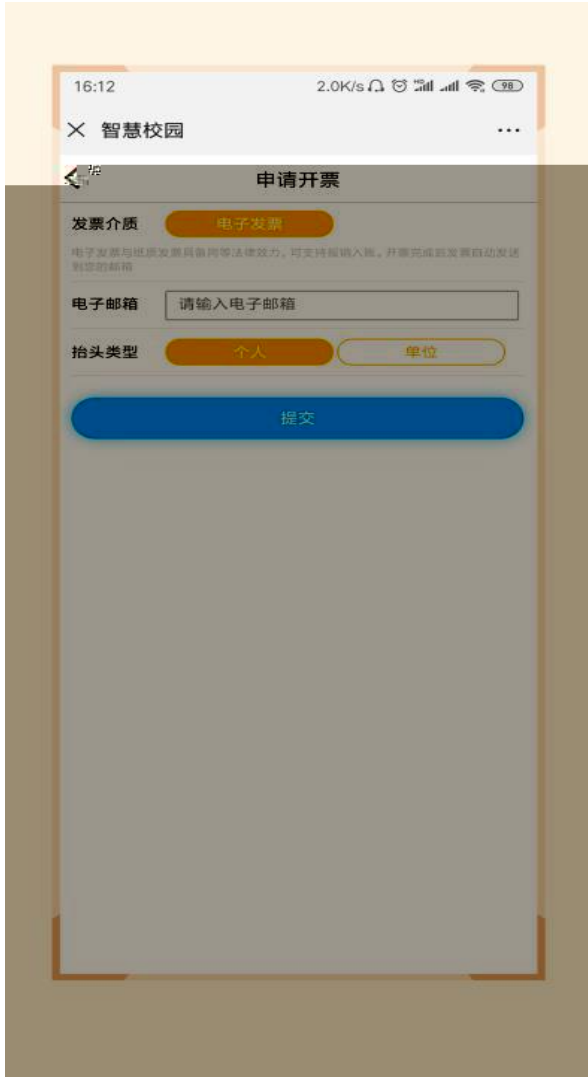 16:12 2.0K/s HD 98
智慧校园
申请开票
发票介质 电子发票
电子发票与纸质发票具备同等法律效力，可支持报销入账。开票完成后发票自动发送
到您的邮箱
电子邮箱 请输入电子邮箱
抬头类型 个人 单位
提交